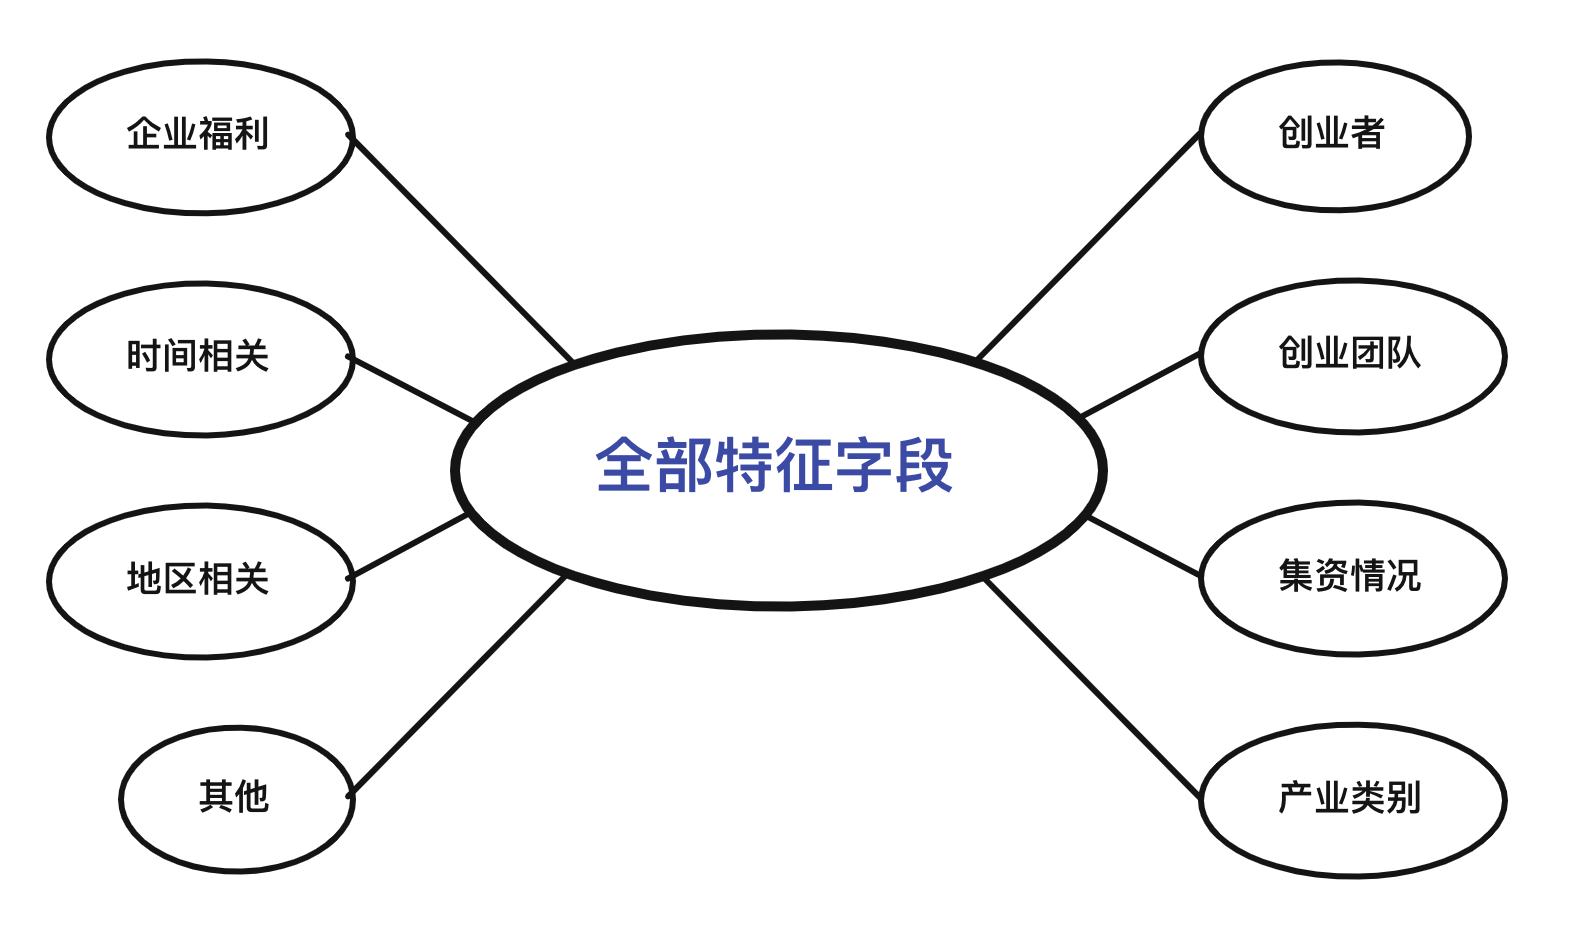 企业福利
时间相关
地区相关
其他
全部特征字段
创业者
创业团队
集资情况
产业类别